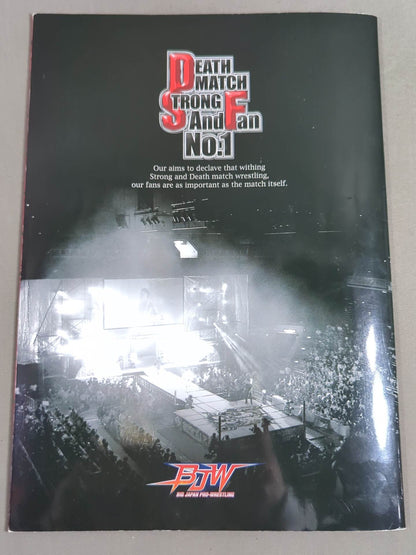 DEATH
MATCH
STRONG
And Fan
No.1
Our aims to declave that withing
Strong and Death match wrestling,
our fans are as important as the match itself.
BJW
BIG JAPAN PRO-WRESTLING